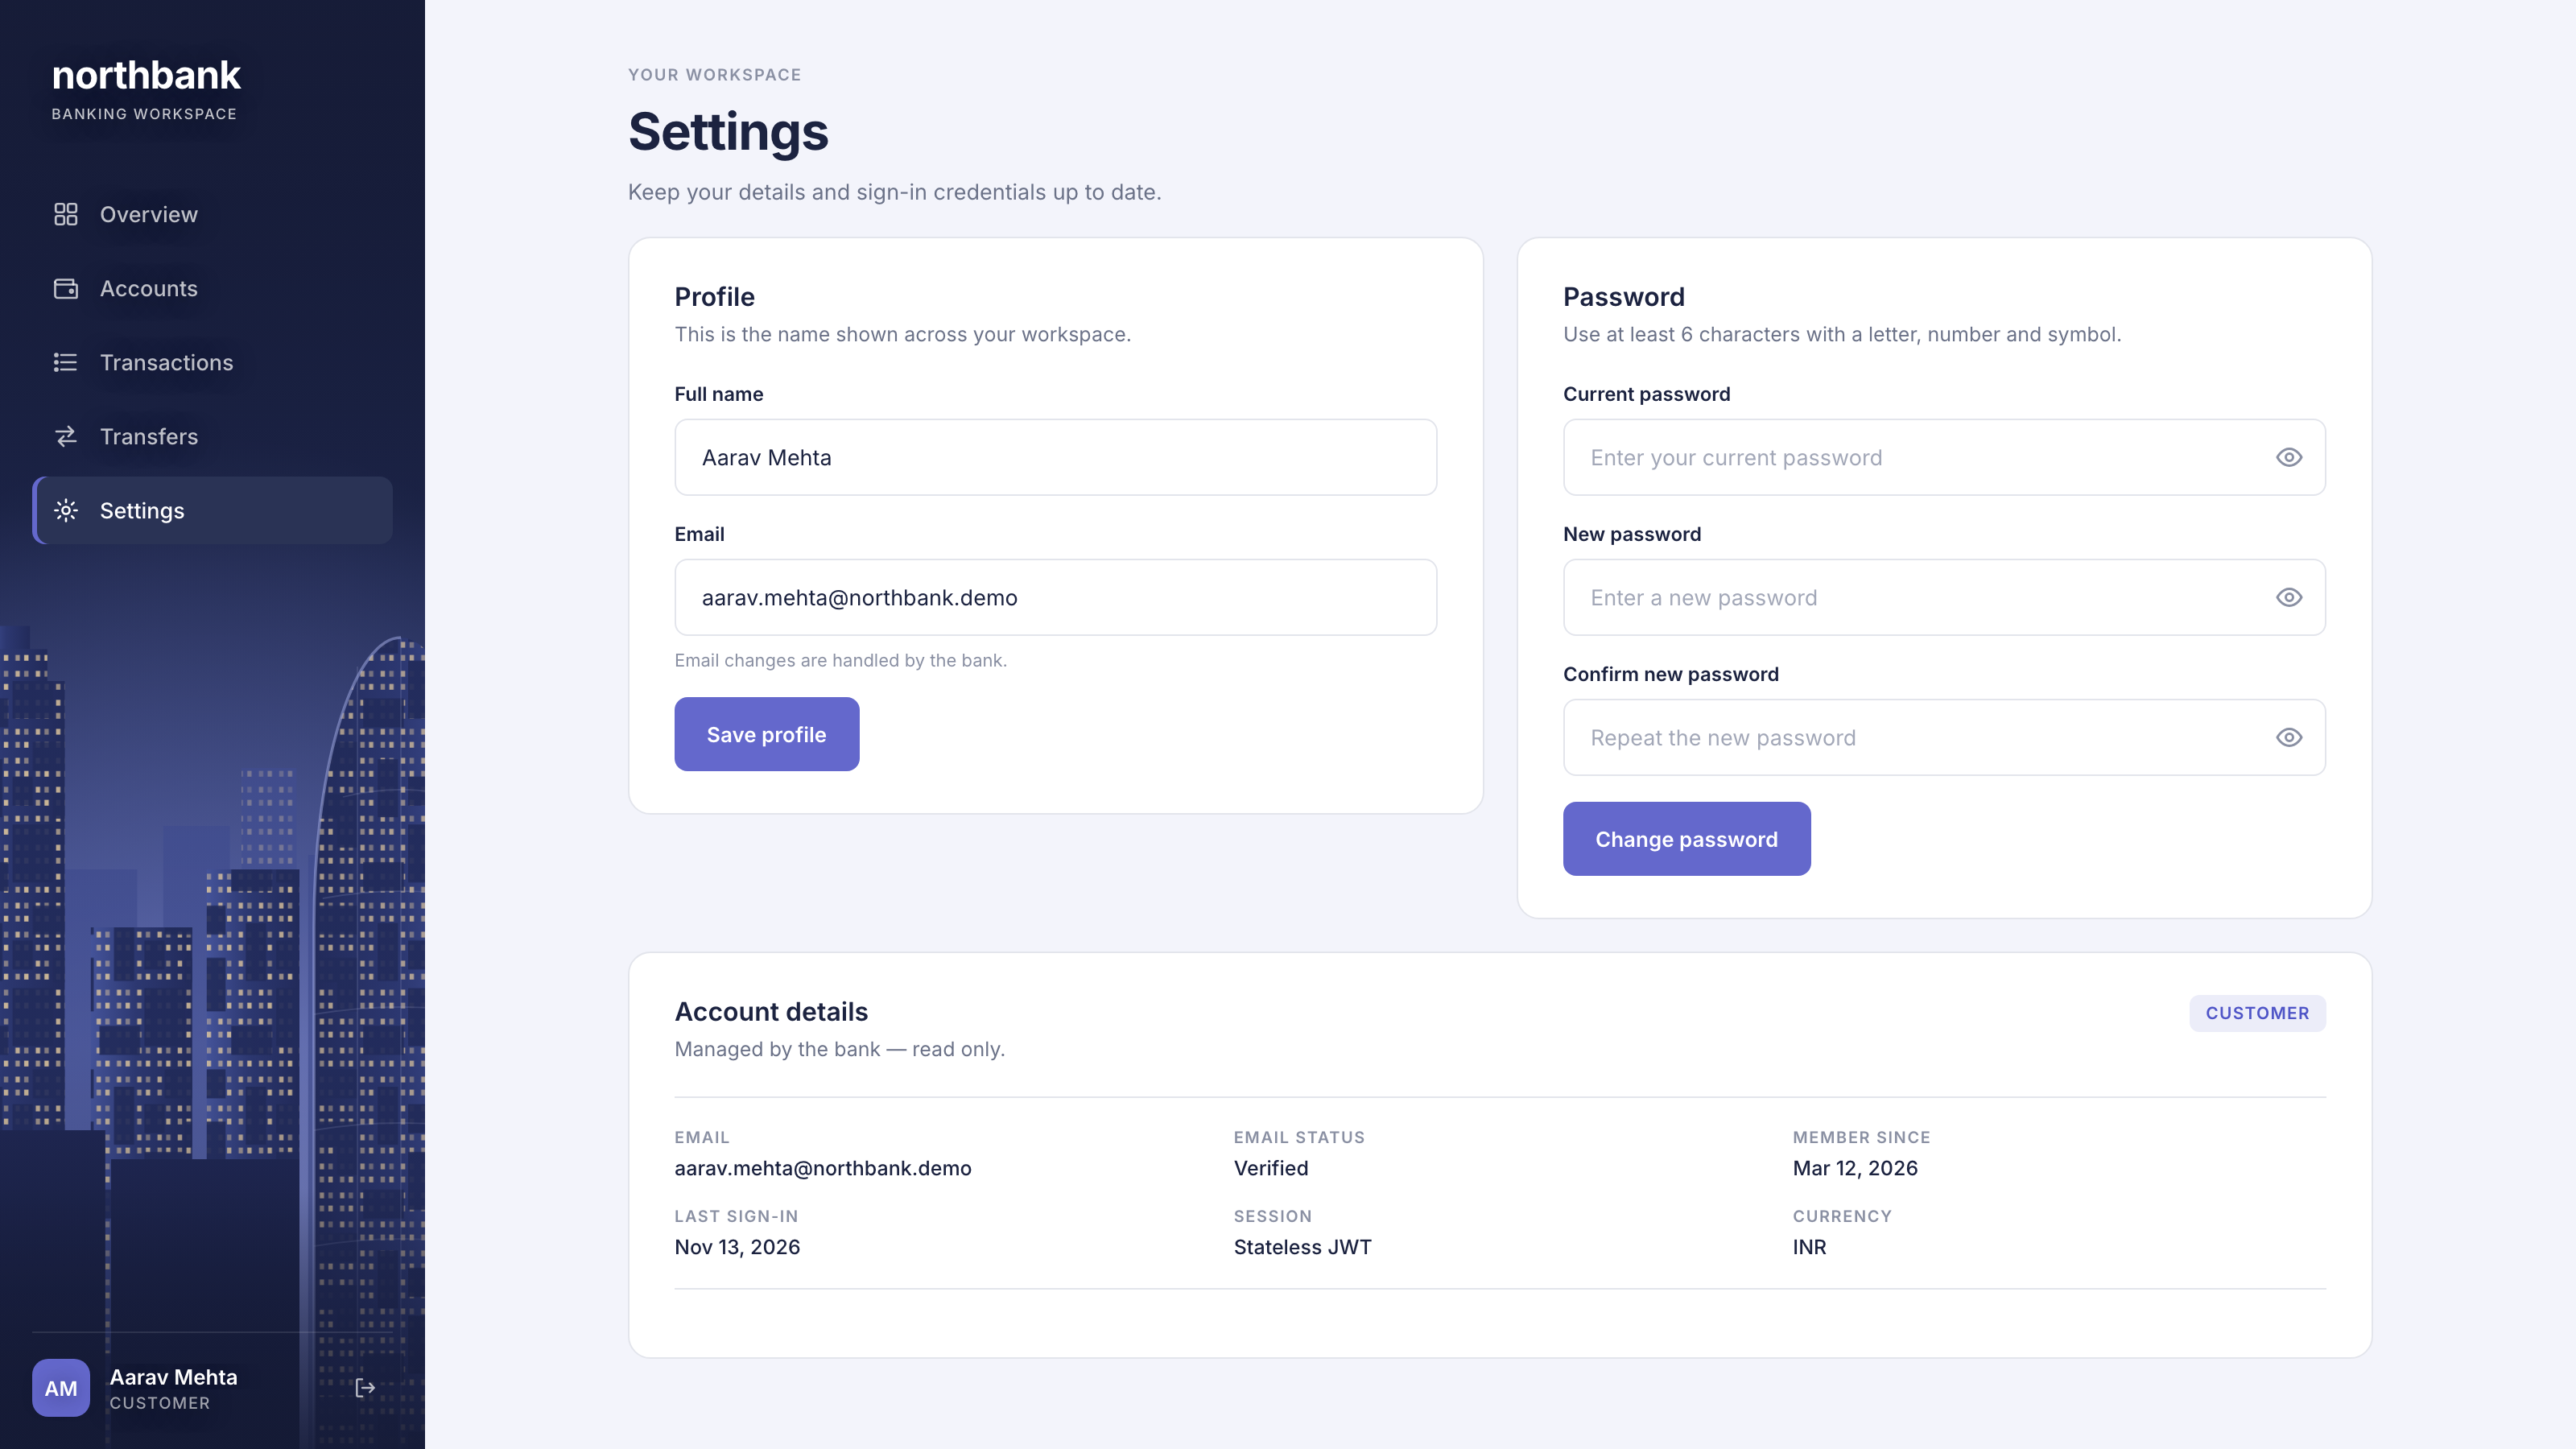 northbank
BANKING WORKSPACE
Overview
Accounts
Transactions
Transfers
Settings
AM
Aarav Mehta
CUSTOMER
YOUR WORKSPACE
Settings
Keep your details and sign-in credentials up to date.
Profile
This is the name shown across your workspace.
Full name
Aarav Mehta
Email
aarav.mehta@northbank.demo
Email changes are handled by the bank.
Save profile
Password
Use at least 6 characters with a letter, number and symbol.
Current password
Enter your current password
New password
Enter a new password
Confirm new password
Repeat the new password
Change password
Account details
CUSTOMER
Managed by the bank — read only.
EMAIL
aarav.mehta@northbank.demo
EMAIL STATUS
Verified
MEMBER SINCE
Mar 12, 2026
LAST SIGN-IN
Nov 13, 2026
SESSION
Stateless JWT
CURRENCY
INR